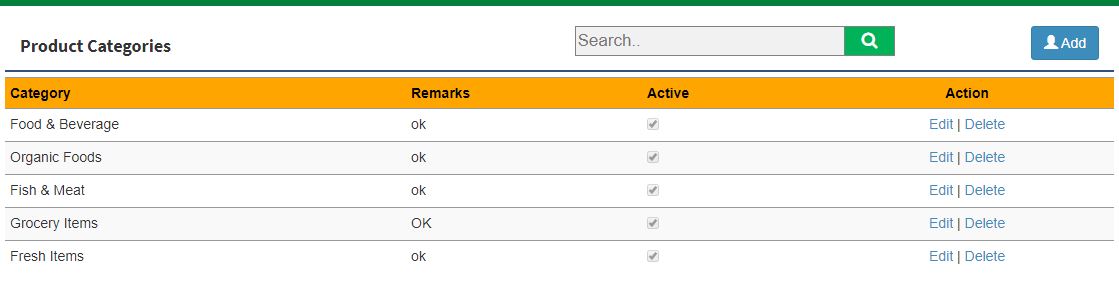 Product Categories Search.. Add
Category Remarks Active Action
Food & Beverage ok Edit | Delete
Organic Foods ok Edit | Delete
Fish & Meat ok Edit | Delete
Grocery Items OK Edit | Delete
Fresh Items ok Edit | Delete